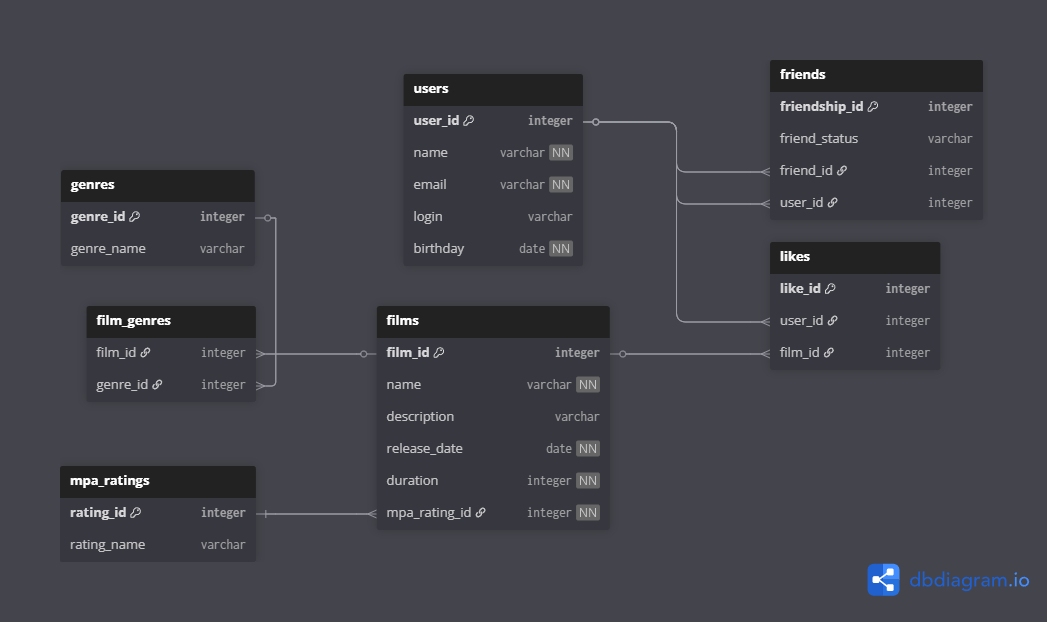 users
user_id integer
name varchar NN
email varchar NN
login varchar
birthday date NN
friends
friendship_id integer
friend_status varchar
friend_id integer
user_id integer
genres
genre_id integer
genre_name varchar
likes
like_id integer
user_id integer
film_id integer
film_genres
film_id integer
genre_id integer
films
film_id integer
name varchar NN
description varchar
release_date date NN
duration integer NN
mpa_rating_id integer NN
mpa_ratings
rating_id integer
rating_name varchar
dbdiagram.io